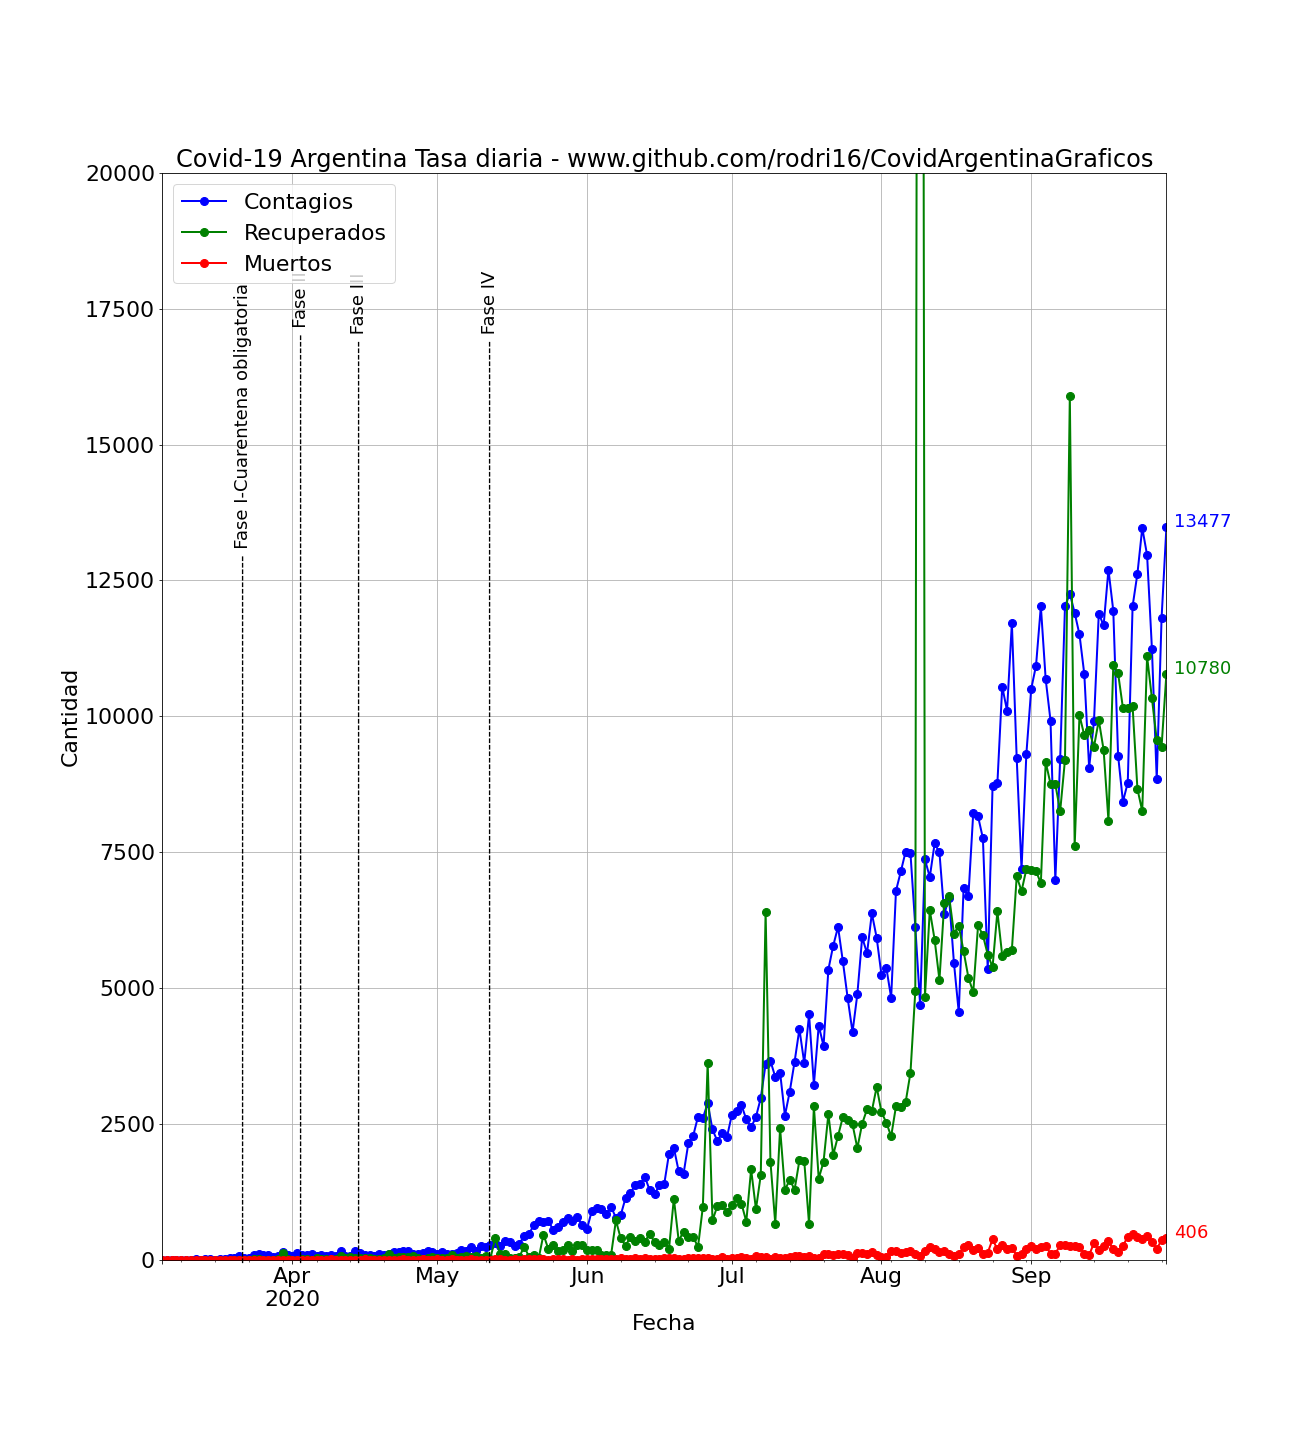 Covid-19 Argentina Tasa diaria - www.github.com/rodri16/CovidArgentinaGraficos
20000
17500
15000
12500
10000
7500
5000
2500
0
Cantidad
Contagios
Recuperados
Muertos
Fase I-Cuarentena obligatoria
Fase II
Fase III
Fase IV
13477
10780
406
Apr
2020
May
Jun
Jul
Aug
Sep
Fecha